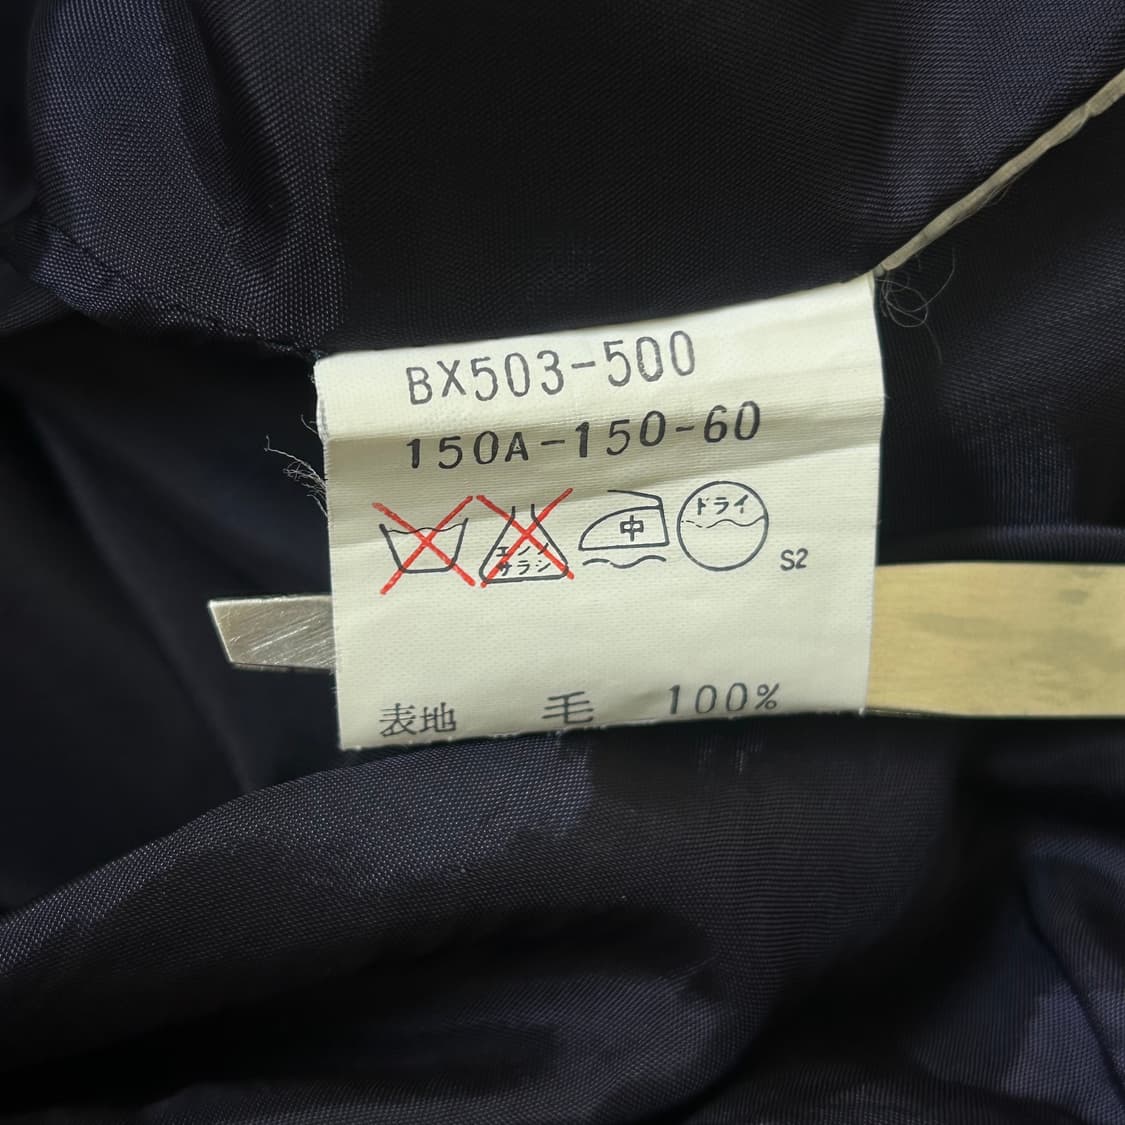 BX503-500
150A-150-60
エンソ
サラシ
中
ドライ
S2
表地 毛 100%